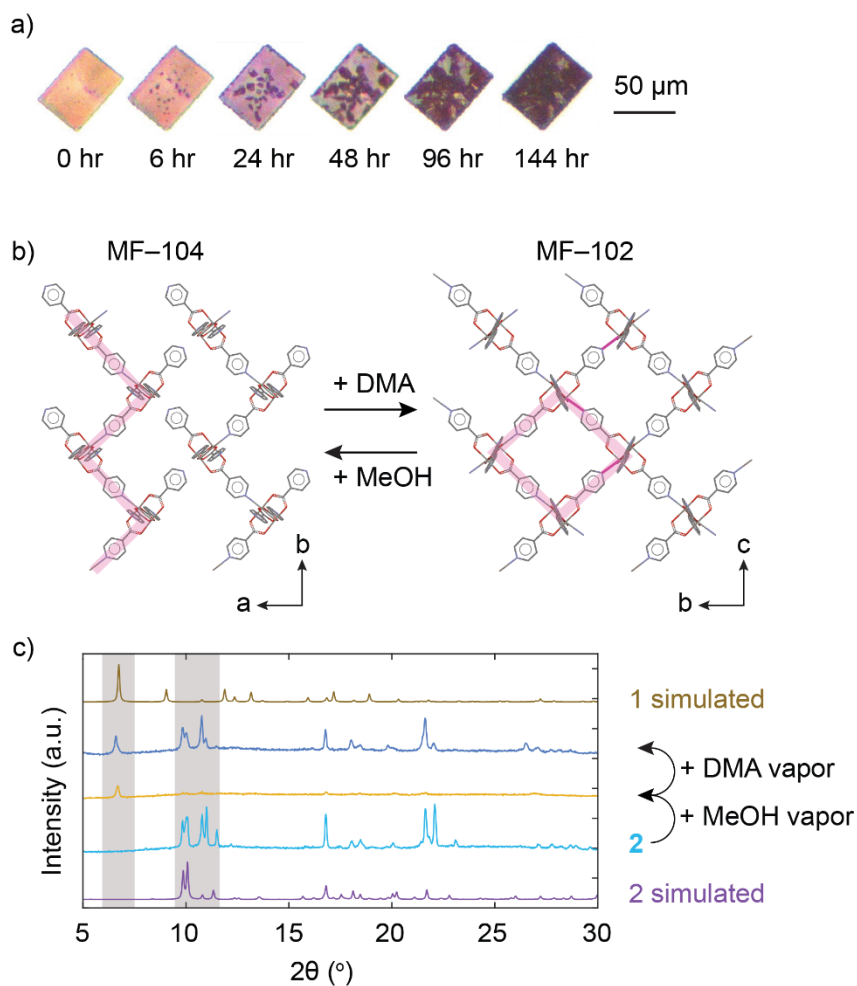 a)
50 μm
0 hr 6 hr 24 hr 48 hr 96 hr 144 hr
b)
MF–104 MF–102
+ DMA
+ MeOH
b
a
c
b
c)
Intensity (a.u.)
1 simulated
+ DMA vapor
+ MeOH vapor
2
2 simulated
5 10 15 20 25 30
2θ (°)